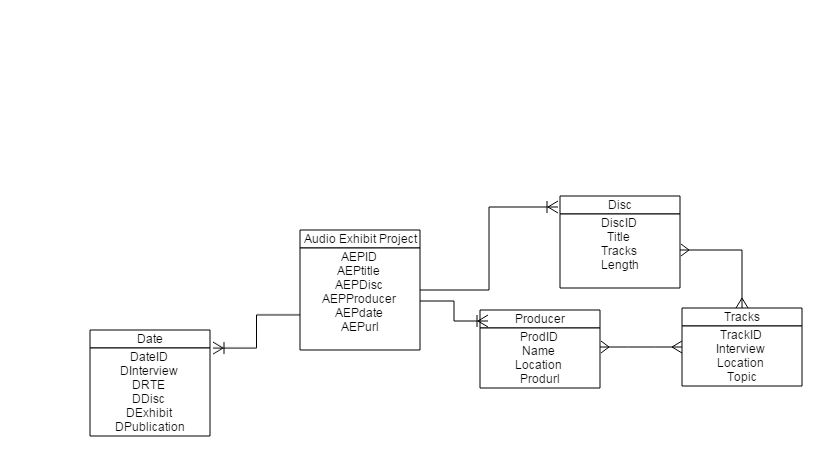 Disc
DiscID
Title
Tracks
Length
Audio Exhibit Project
AEPID
AEPtitle
AEPDisc
AEPProducer
AEPdate
AEPurl
Producer
ProdID
Name
Location
Produrl
Tracks
TrackID
Interview
Location
Topic
Date
DateID
DInterview
DRTE
DDisc
DExhibit
DPublication